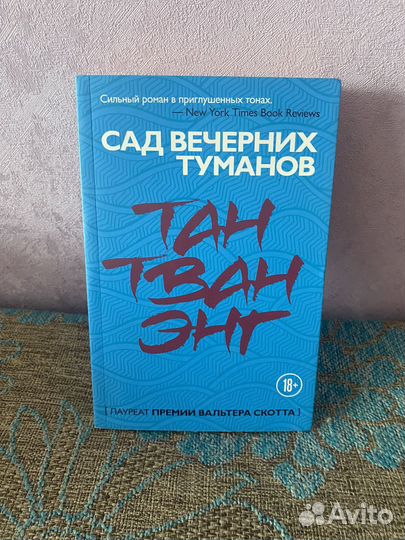 Сильный роман в приглушенных тонах.
— New York Times Book Reviews
САД ВЕЧЕРНИХ
ТУМАНОВ
ТАН
ТВАН
ЭНГ
18+
[ ЛАУРЕАТ ПРЕМИИ ВАЛЬТЕРА СКОТТА ]
Avito